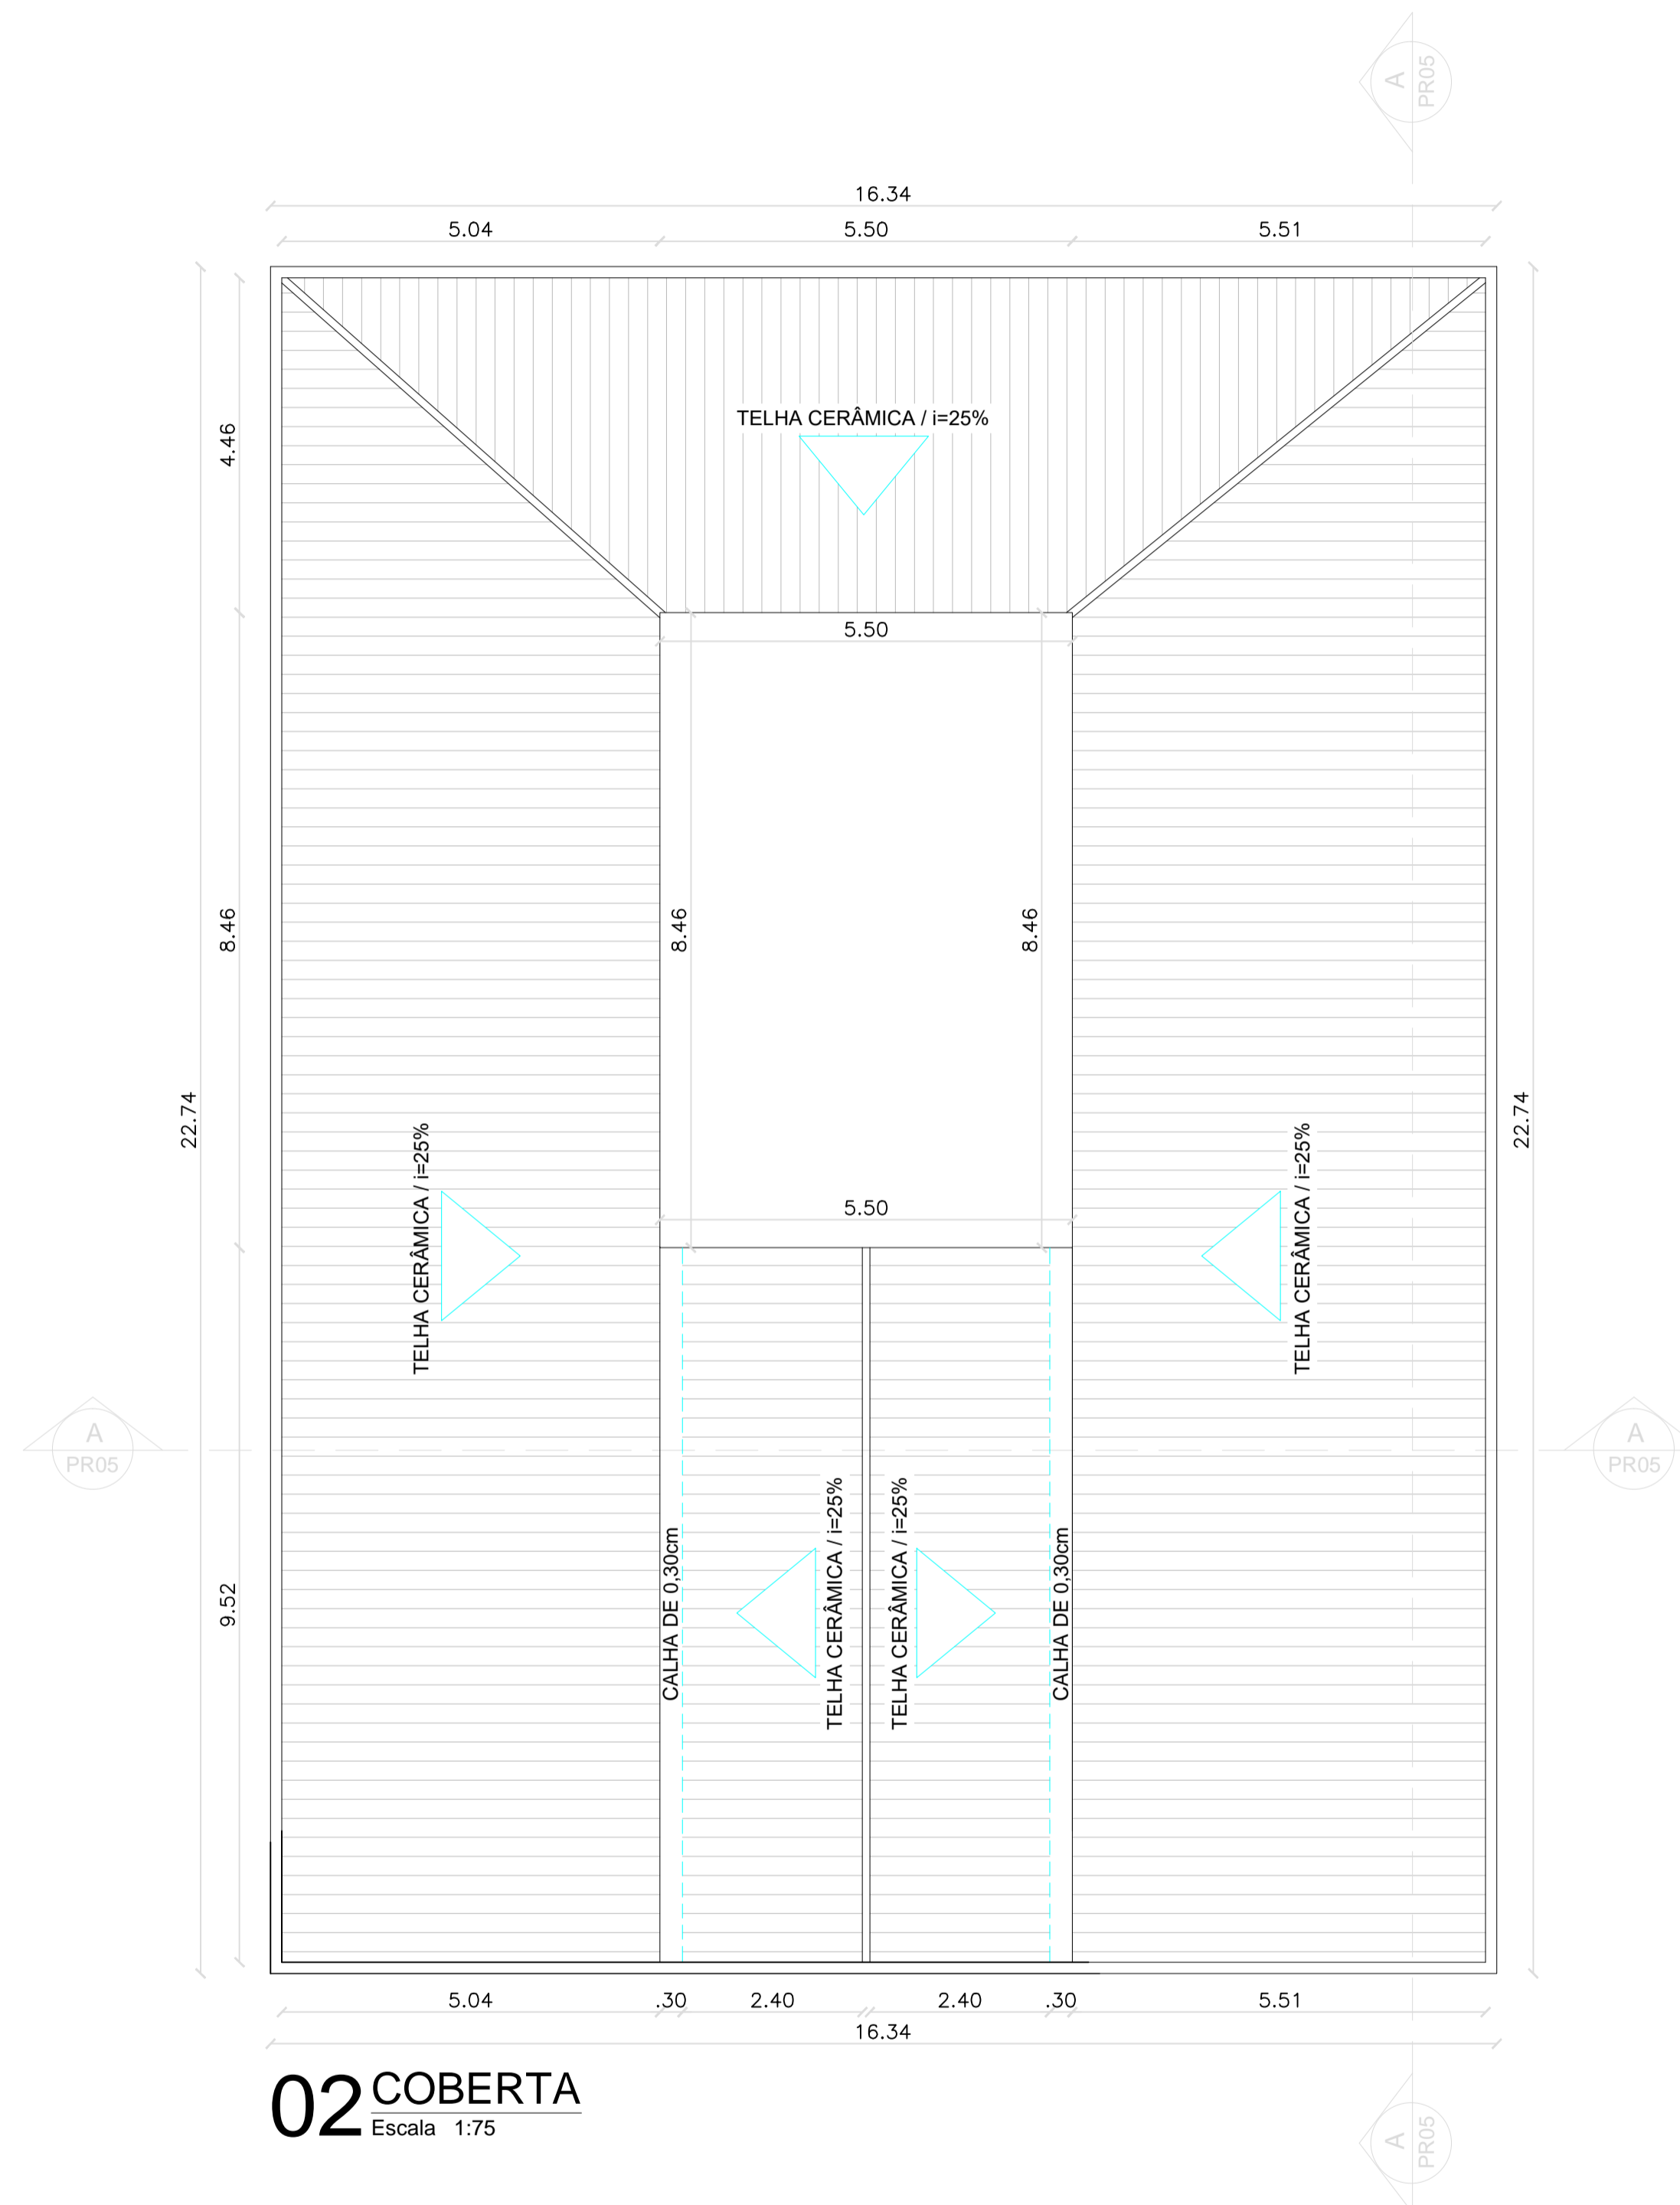 A
PR05
16.34
5.04
5.50
5.51
TELHA CERÂMICA / i=25%
4.46
5.50
8.46
8.46
8.46
22.74
22.74
TELHA CERÂMICA / i=25%
TELHA CERÂMICA / i=25%
5.50
A
PR05
A
PR05
9.52
CALHA DE 0,30cm
TELHA CERÂMICA / i=25%
TELHA CERÂMICA / i=25%
CALHA DE 0,30cm
5.04
.30
2.40
2.40
.30
5.51
16.34
02
COBERTA
Escala 1:75
A
PR05